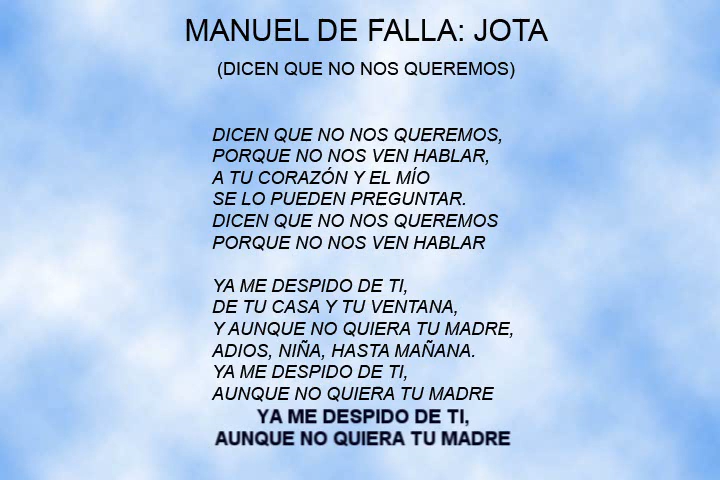 MANUEL DE FALLA: JOTA
(DICEN QUE NO NOS QUEREMOS)
DICEN QUE NO NOS QUEREMOS,
PORQUE NO NOS VEN HABLAR,
A TU CORAZÓN Y EL MÍO
SE LO PUEDEN PREGUNTAR.
DICEN QUE NO NOS QUEREMOS
PORQUE NO NOS VEN HABLAR
YA ME DESPIDO DE TI,
DE TU CASA Y TU VENTANA,
Y AUNQUE NO QUIERA TU MADRE,
ADIOS, NIÑA, HASTA MAÑANA.
YA ME DESPIDO DE TI,
AUNQUE NO QUIERA TU MADRE
YA ME DESPIDO DE TI,
AUNQUE NO QUIERA TU MADRE